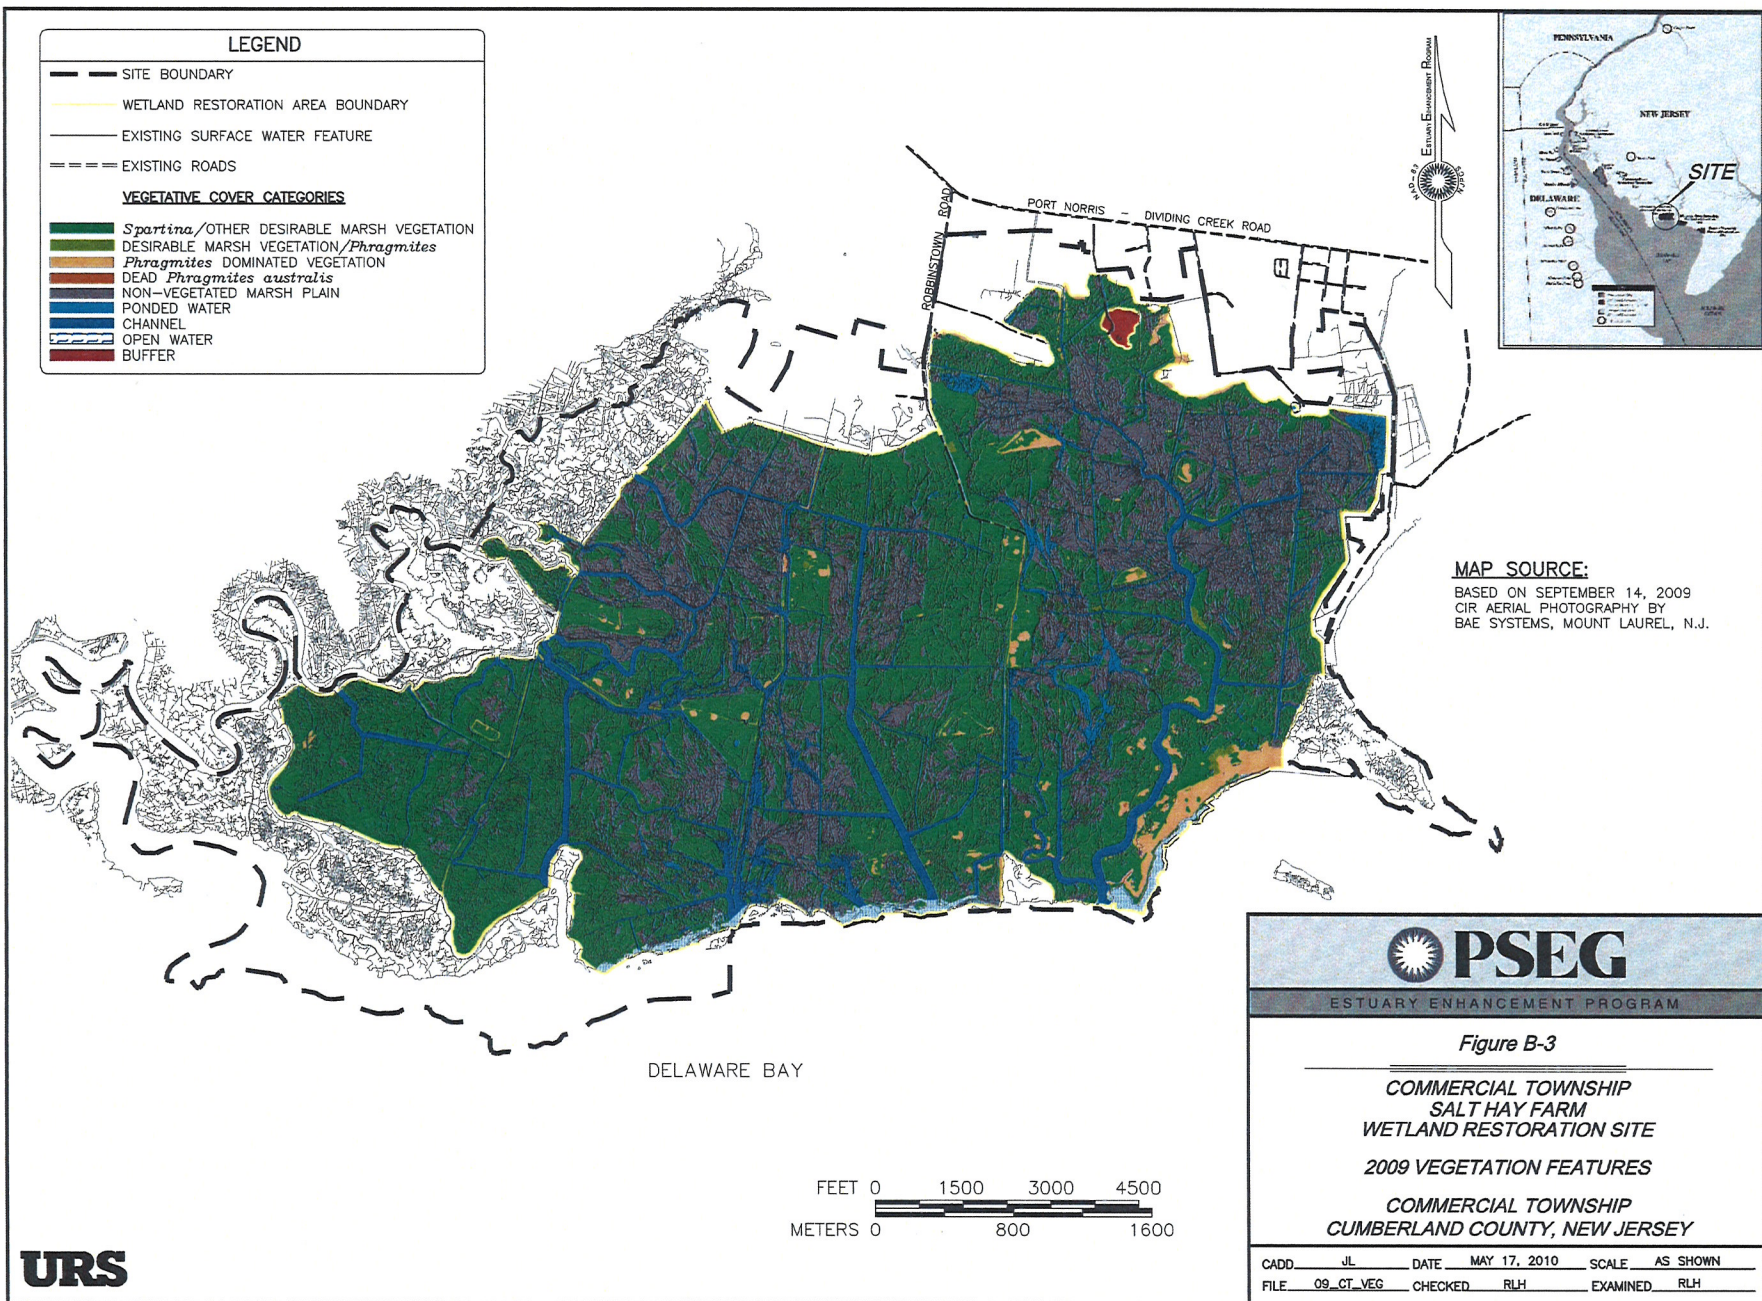 LEGEND
SITE BOUNDARY
WETLAND RESTORATION AREA BOUNDARY
EXISTING SURFACE WATER FEATURE
EXISTING ROADS
VEGETATIVE COVER CATEGORIES
Spartina/OTHER DESIRABLE MARSH VEGETATION
DESIRABLE MARSH VEGETATION/Phragmites
Phragmites DOMINATED VEGETATION
DEAD Phragmites australis
NON-VEGETATED MARSH PLAIN
PONDED WATER
CHANNEL
OPEN WATER
BUFFER
ROBBINSTOWN ROAD
PORT NORRIS - DIVIDING CREEK ROAD
ESTUARY ENHANCEMENT PROGRAM
NAD-83
PENNSYLVANIA
NEW JERSEY
SITE
DELAWARE
MAP SOURCE:
BASED ON SEPTEMBER 14, 2009
CIR AERIAL PHOTOGRAPHY BY
BAE SYSTEMS, MOUNT LAUREL, N.J.
DELAWARE BAY
FEET 0 1500 3000 4500
METERS 0 800 1600
URS
PSEG
ESTUARY ENHANCEMENT PROGRAM
Figure B-3
COMMERCIAL TOWNSHIP
SALT HAY FARM
WETLAND RESTORATION SITE
2009 VEGETATION FEATURES
COMMERCIAL TOWNSHIP
CUMBERLAND COUNTY, NEW JERSEY
CADD JL DATE MAY 17, 2010 SCALE AS SHOWN
FILE 09_CT_VEG CHECKED RLH EXAMINED RLH